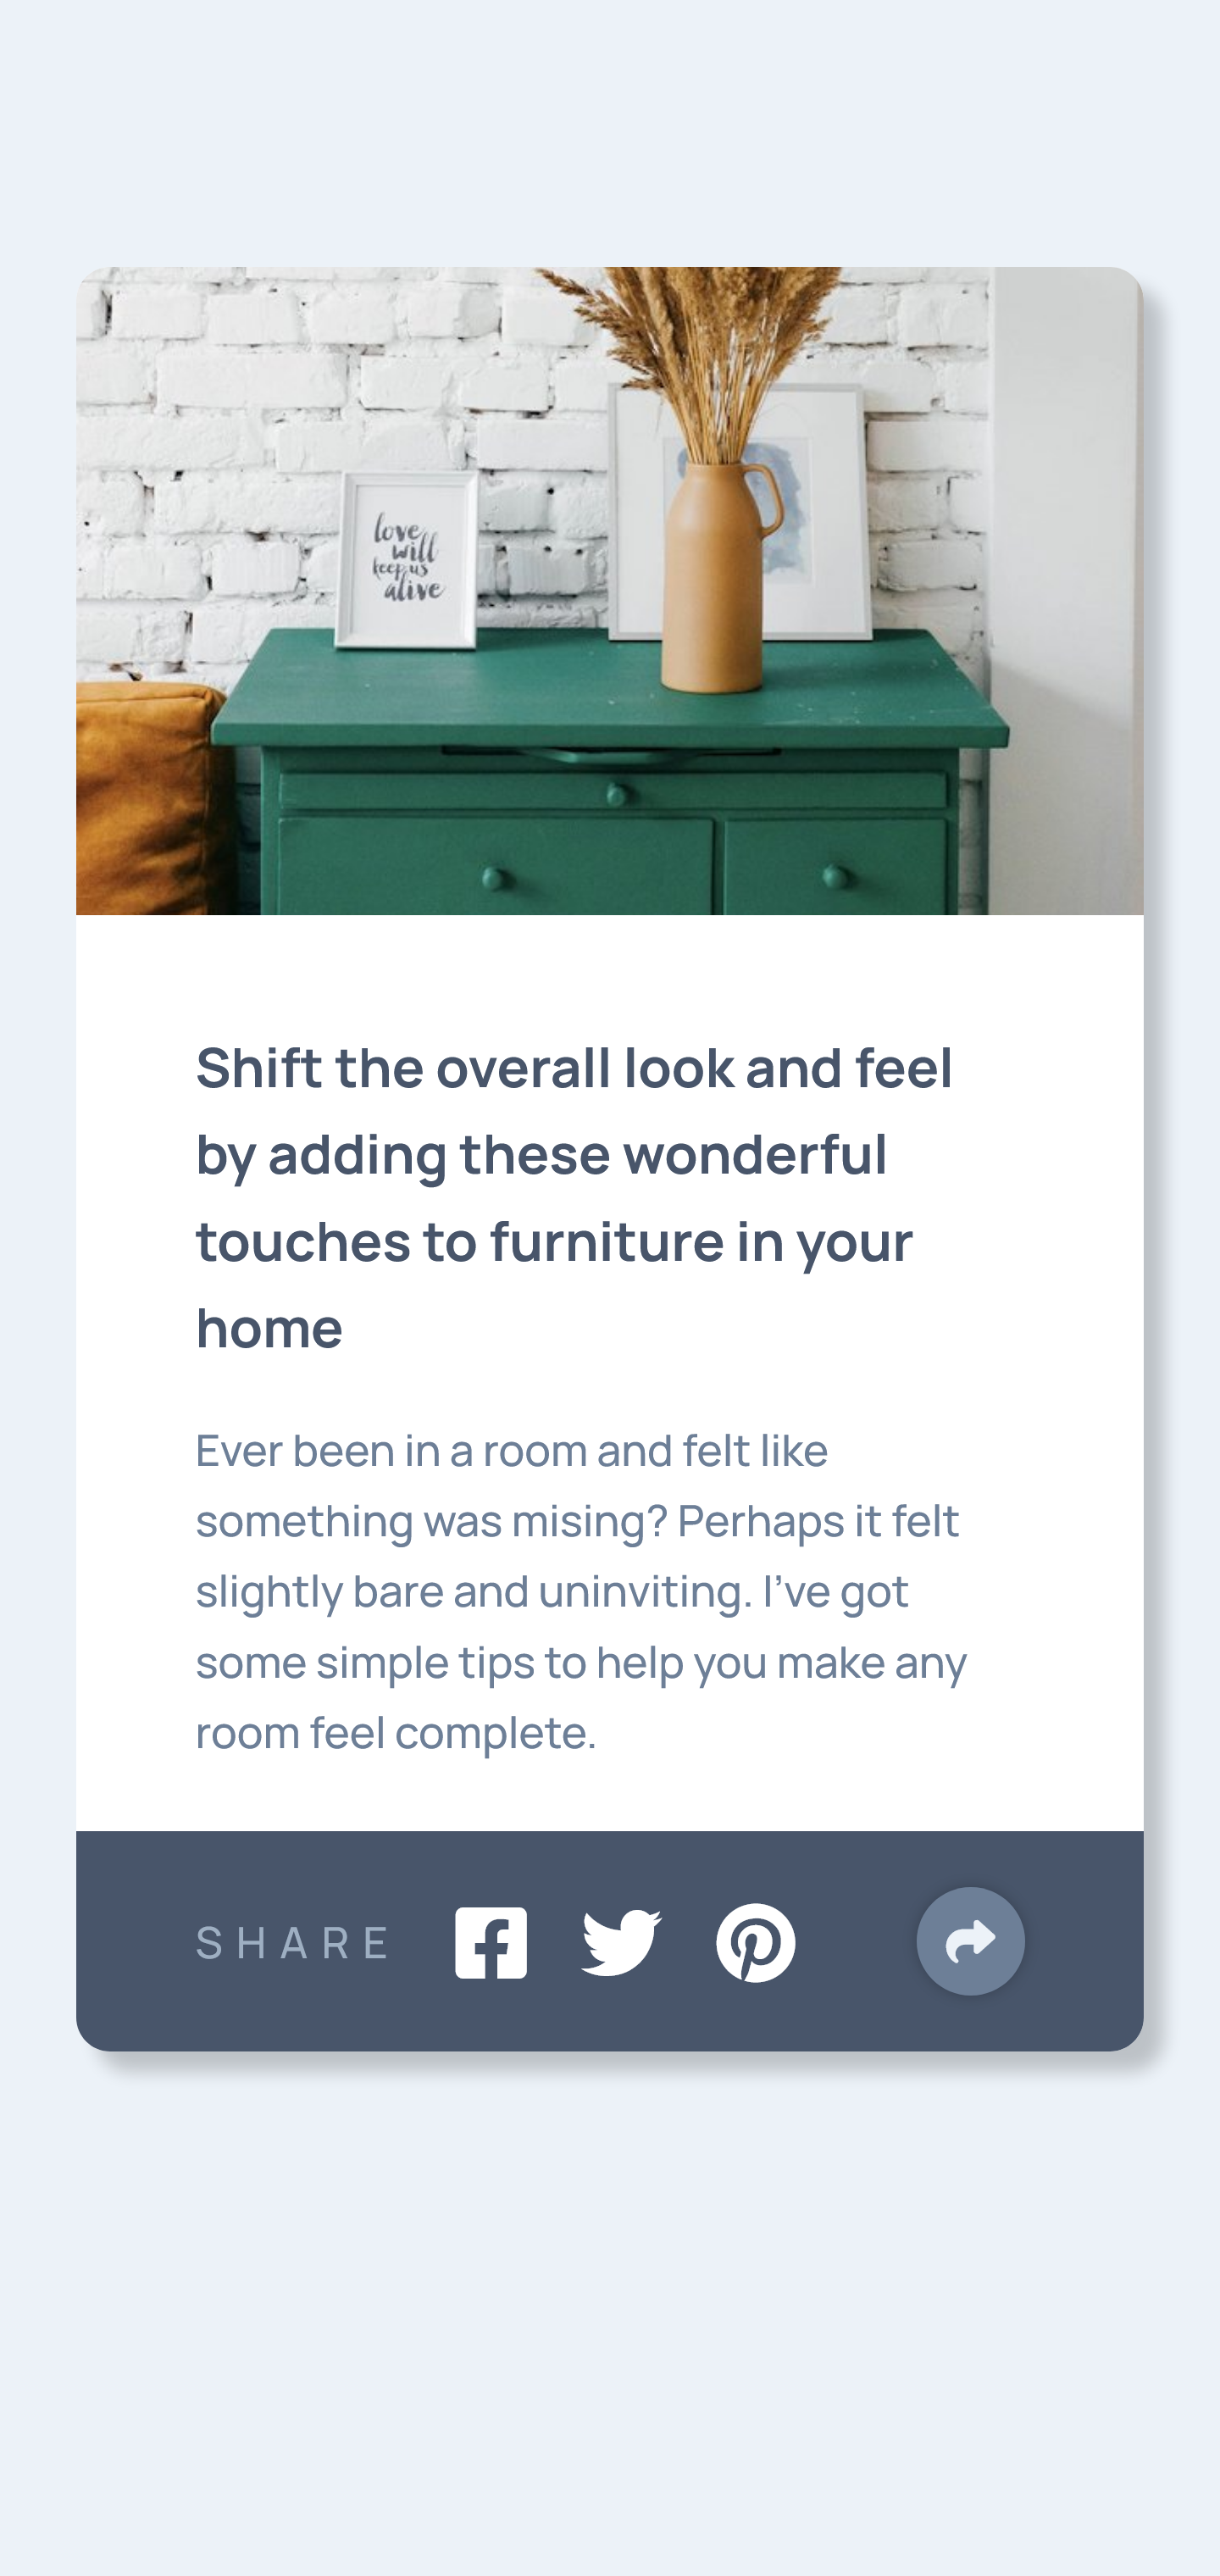 love
will
keep us
alive
Shift the overall look and feel
by adding these wonderful
touches to furniture in your
home
Ever been in a room and felt like
something was mising? Perhaps it felt
slightly bare and uninviting. I’ve got
some simple tips to help you make any
room feel complete.
SHARE